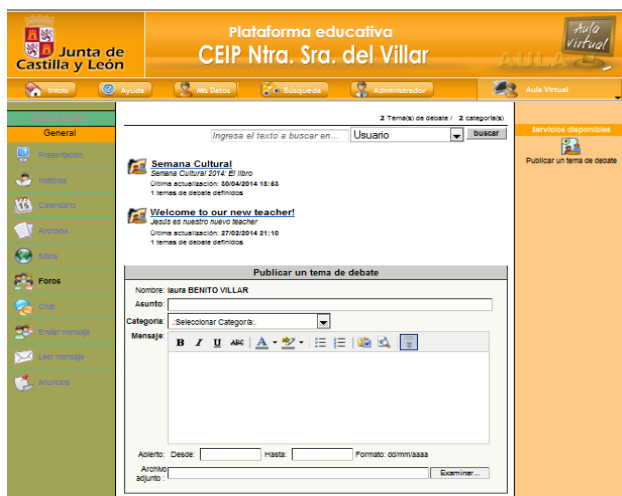 Junta de
Castilla y León
Plataforma educativa
CEIP Ntra. Sra. del Villar
Aula
virtual
AULA
Inicio
Ayuda
Mis Datos
Búsqueda
Administrador
Aula Virtual
General
Presentación
Noticias
Calendario
Archivos
Sitios
Foros
Chat
Enviar mensaje
Leer mensaje
Anuncios
2 Tema(s) de debate / 2 categoría(s)
Ingresa el texto a buscar en...
Usuario
buscar
Semana Cultural
Semana Cultural 2014: El libro
Última actualización: 30/04/2014 18:53
1 temas de debate definidos
Welcome to our new teacher!
Jesús es nuestro nuevo teacher
Última actualización: 27/02/2014 21:10
1 temas de debate definidos
Publicar un tema de debate
Nombre: laura BENITO VILLAR
Asunto:
Categoría: .:Seleccionar Categoría:.
Mensaje:
B I U ABC A ab
Abierto: Desde: Hasta: Formato: dd/mm/aaaa
Archivo
adjunto :
Examinar...
Servicios disponibles
Publicar un tema de debate